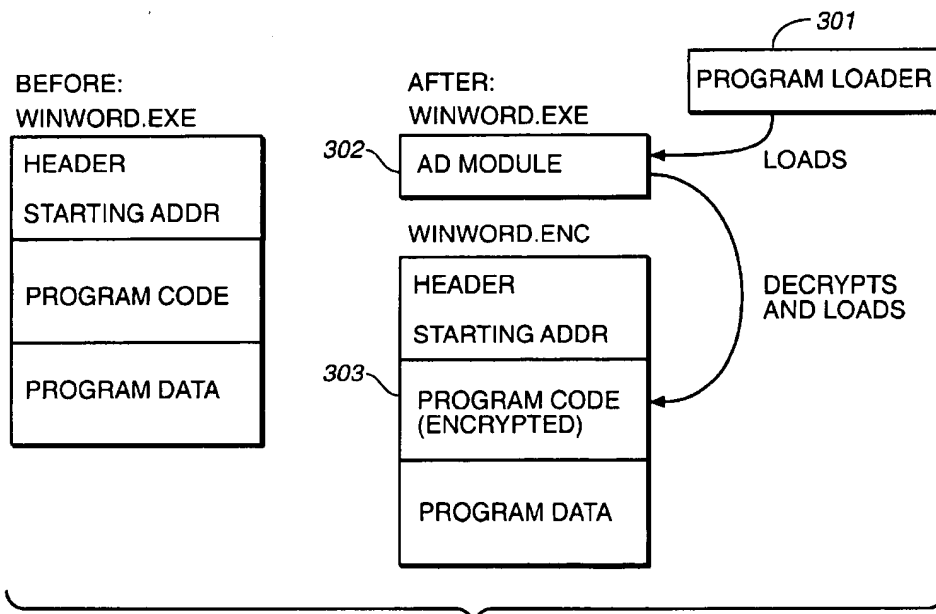 BEFORE:
WINWORD.EXE
HEADER
STARTING ADDR
PROGRAM CODE
PROGRAM DATA
AFTER:
WINWORD.EXE
302
AD MODULE
301
PROGRAM LOADER
LOADS
WINWORD.ENC
HEADER
STARTING ADDR
303
PROGRAM CODE
(ENCRYPTED)
PROGRAM DATA
DECRYPTS
AND LOADS